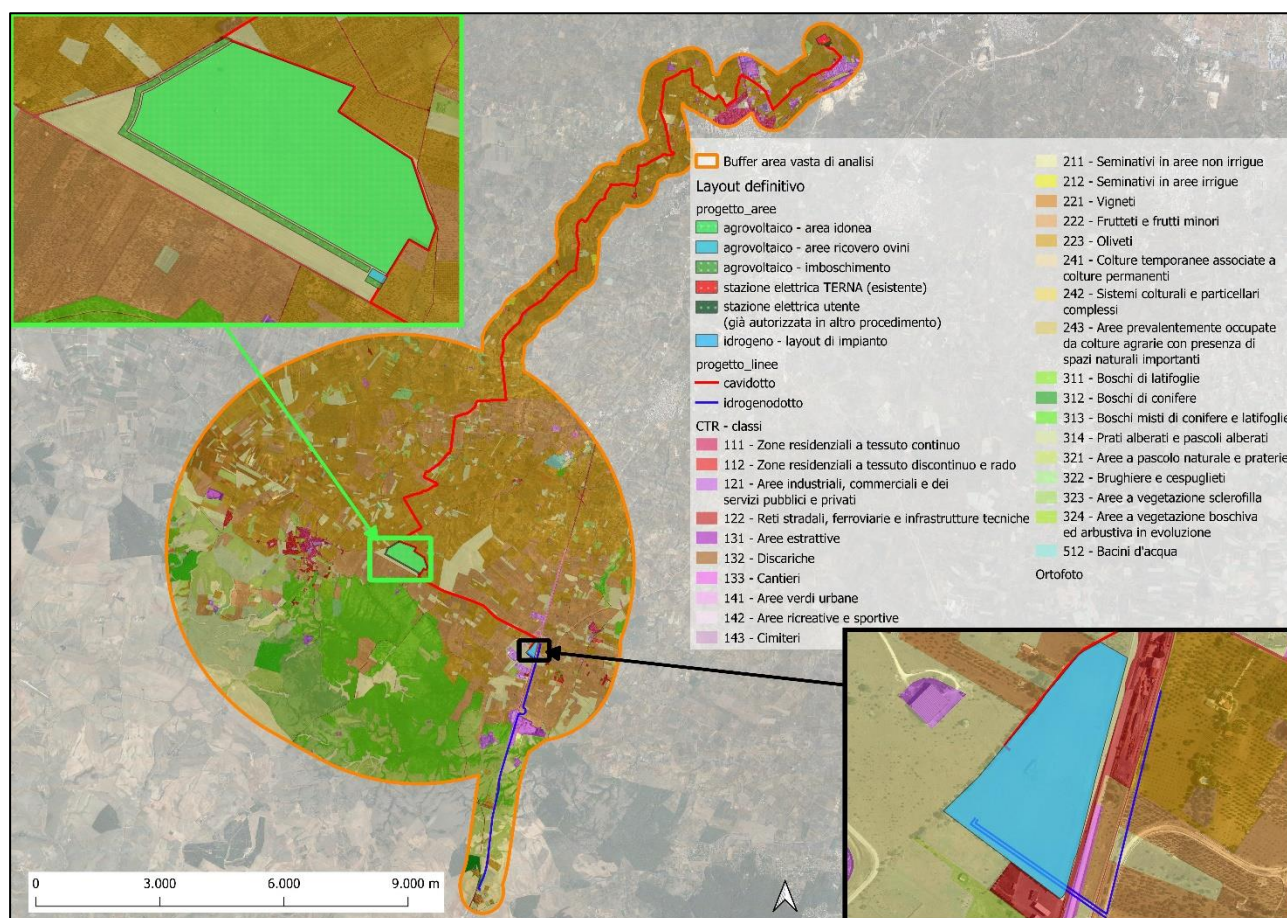 Buffer area vasta di analisi
Layout definitivo
progetto_aree
agrovoltaico - area idonea
agrovoltaico - aree ricovero ovini
agrovoltaico - imboschimento
stazione elettrica TERNA (esistente)
stazione elettrica utente
(già autorizzata in altro procedimento)
idrogeno - layout di impianto
progetto_linee
cavidotto
idrogenodotto
CTR - classi
111 - Zone residenziali a tessuto continuo
112 - Zone residenziali a tessuto discontinuo e rado
121 - Aree industriali, commerciali e dei
servizi pubblici e privati
122 - Reti stradali, ferroviarie e infrastrutture tecniche
131 - Aree estrattive
132 - Discariche
133 - Cantieri
141 - Aree verdi urbane
142 - Aree ricreative e sportive
143 - Cimiteri
211 - Seminativi in aree non irrigue
212 - Seminativi in aree irrigue
221 - Vigneti
222 - Frutteti e frutti minori
223 - Oliveti
241 - Colture temporanee associate a
colture permanenti
242 - Sistemi colturali e particellari
complessi
243 - Aree prevalentemente occupate
da colture agrarie con presenza di
spazi naturali importanti
311 - Boschi di latifoglie
312 - Boschi di conifere
313 - Boschi misti di conifere e latifoglie
314 - Prati alberati e pascoli alberati
321 - Aree a pascolo naturale e praterie
322 - Brughiere e cespuglieti
323 - Aree a vegetazione sclerofilla
324 - Aree a vegetazione boschiva
ed arbustiva in evoluzione
512 - Bacini d'acqua
Ortofoto
0 3.000 6.000 9.000 m